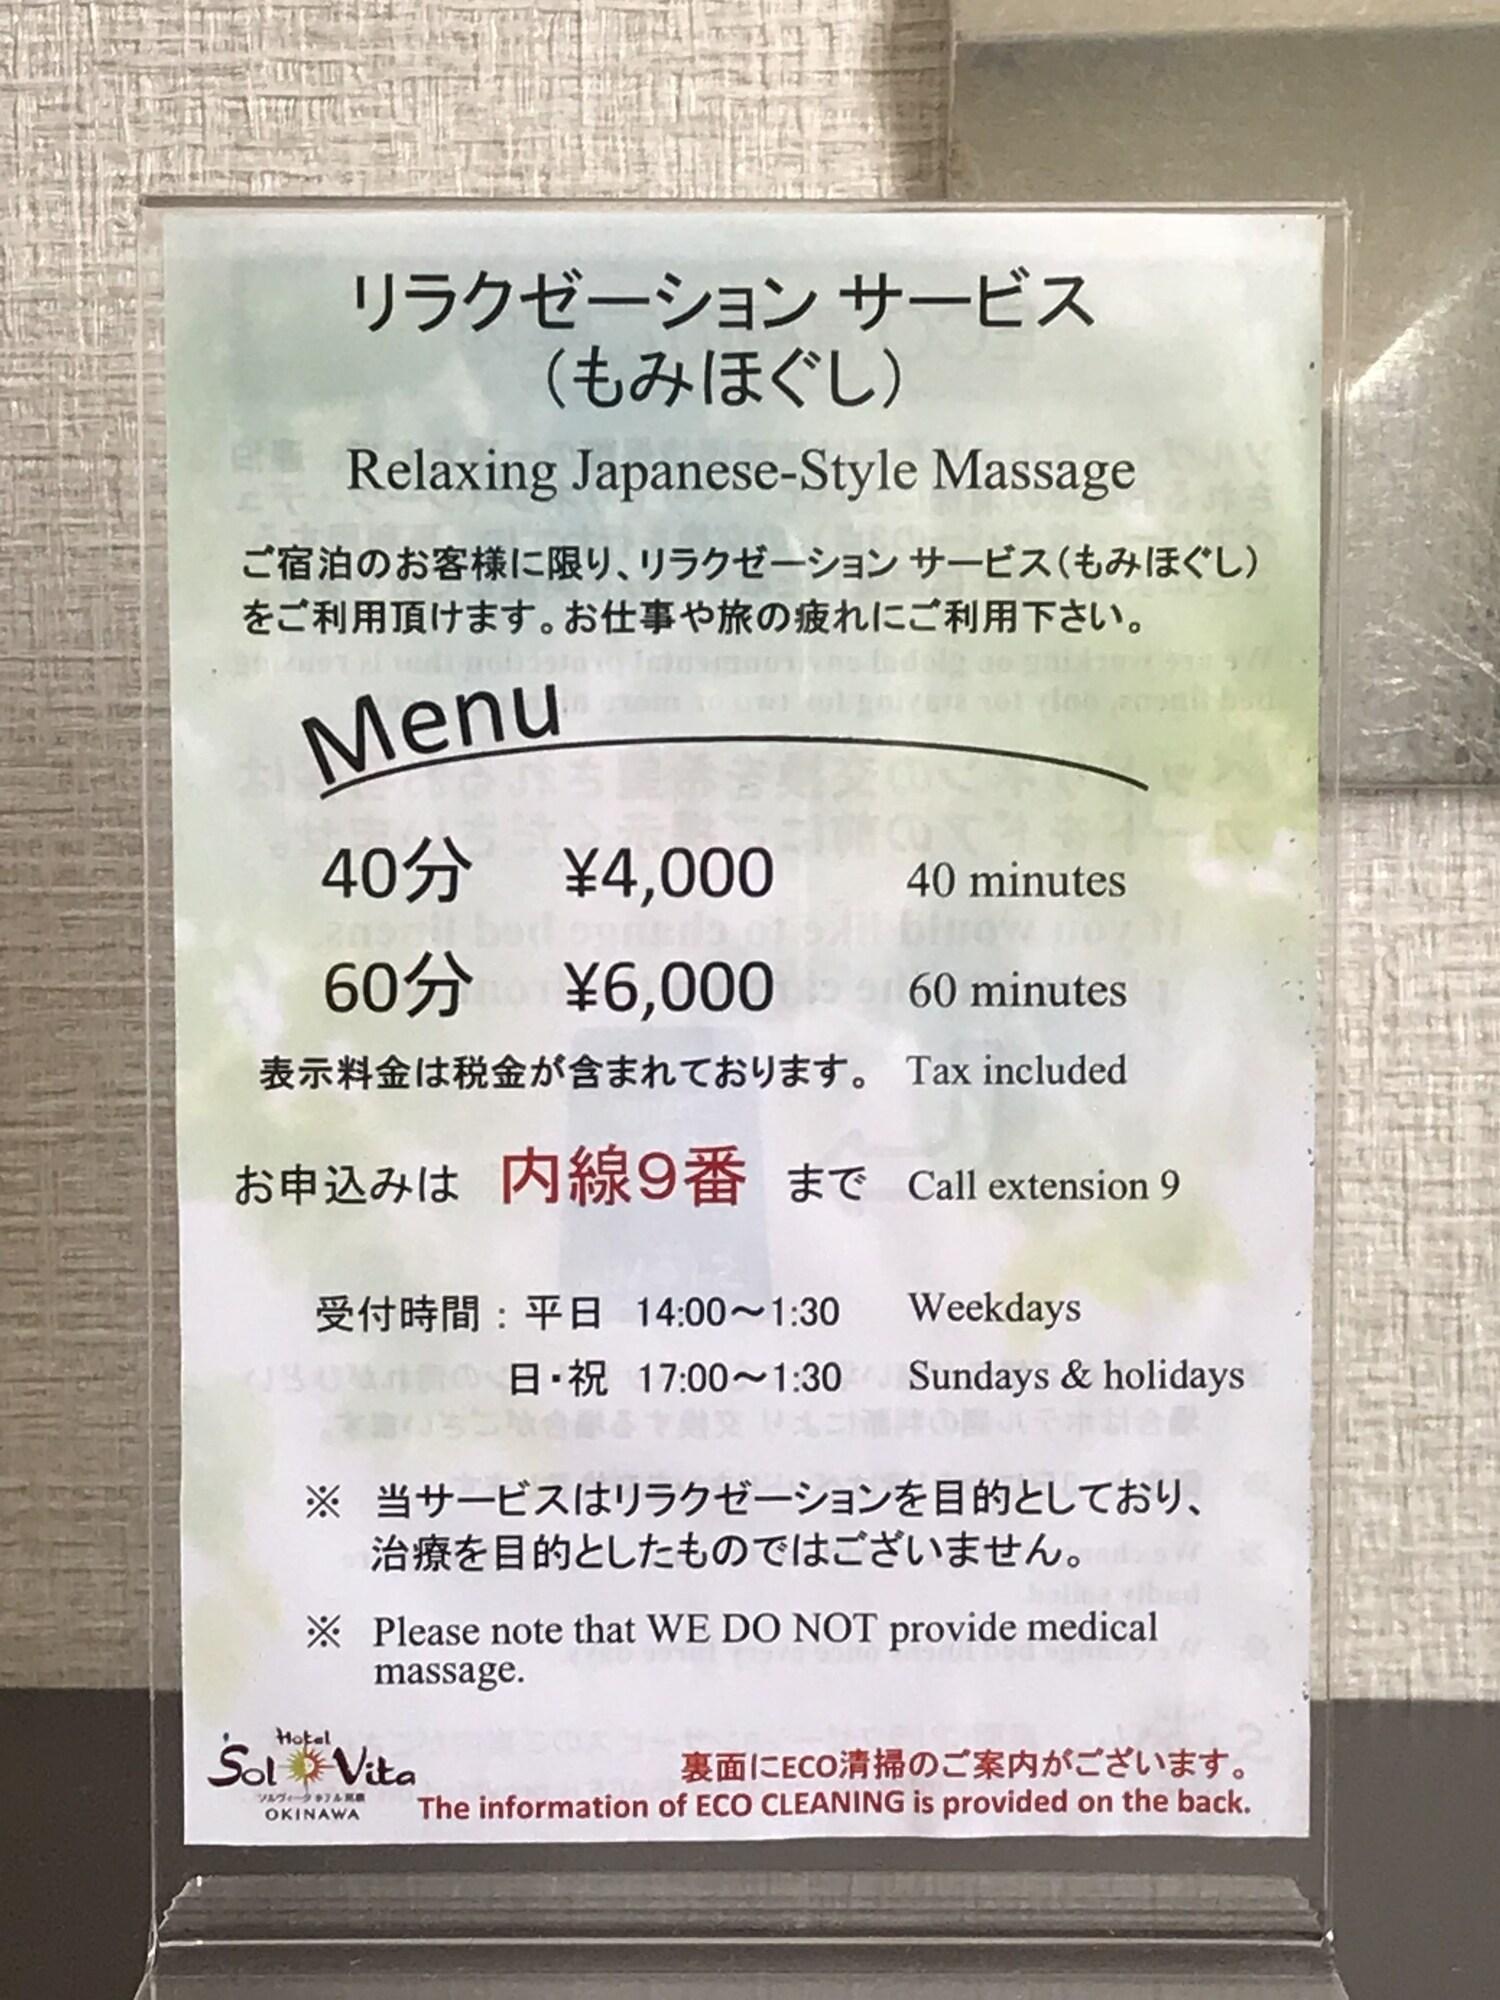 リラクゼーション サービス
（もみほぐし）
Relaxing Japanese-Style Massage
ご宿泊のお客様に限り、リラクゼーション サービス（もみほぐし）
をご利用頂けます。お仕事や旅の疲れにご利用下さい。
Menu
40分 ¥4,000 40 minutes
60分 ¥6,000 60 minutes
表示料金は税金が含まれております。 Tax included
お申込みは 内線9番 まで Call extension 9
受付時間：平日 14:00～1:30 Weekdays
日・祝 17:00～1:30 Sundays & holidays
※ 当サービスはリラクゼーションを目的としており、
治療を目的としたものではございません。
※ Please note that WE DO NOT provide medical
massage.
Hotel
Sol Vita
ソルヴィータホテル那覇
OKINAWA
裏面にECO清掃のご案内がございます。
The information of ECO CLEANING is provided on the back.